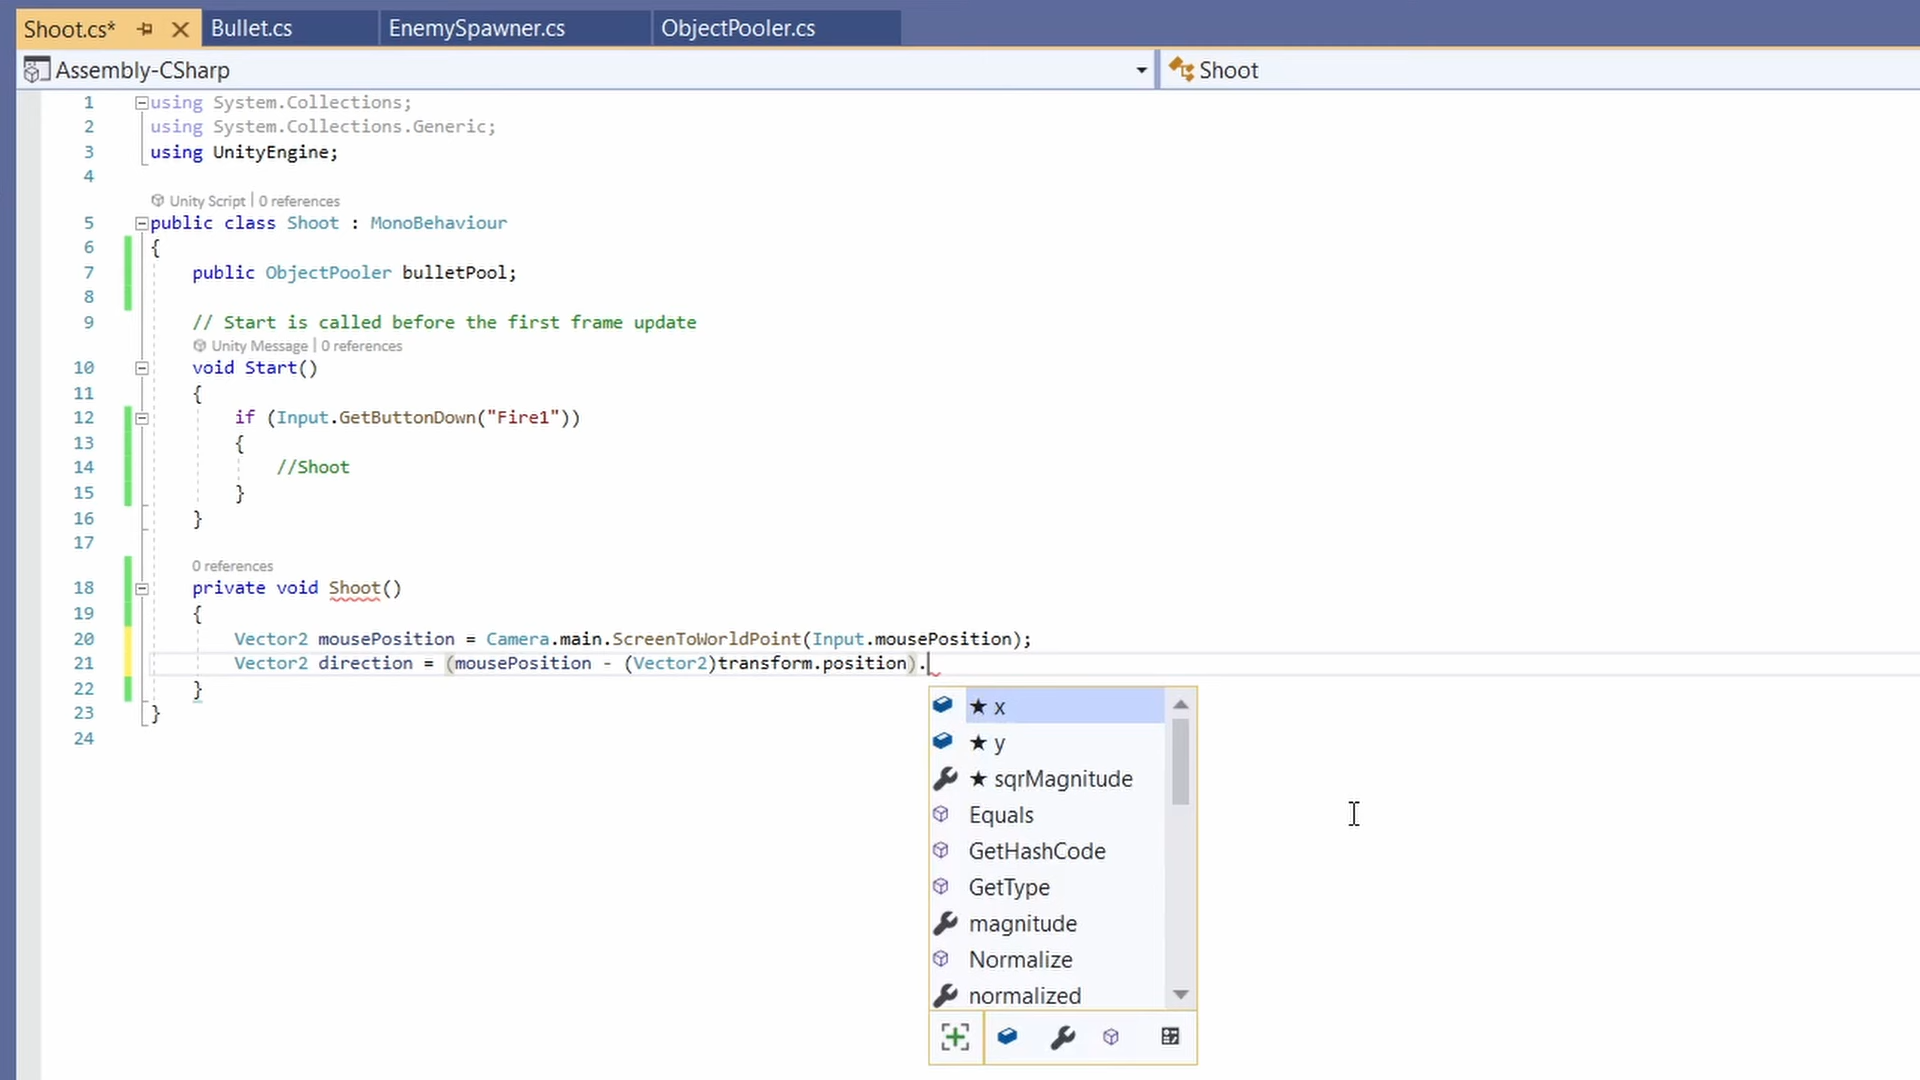 Shoot.cs* Bullet.cs EnemySpawner.cs ObjectPooler.cs
Assembly-CSharp Shoot
1 using System.Collections;
2 using System.Collections.Generic;
3 using UnityEngine;
4
Unity Script | 0 references
5 public class Shoot : MonoBehaviour
6 {
7 public ObjectPooler bulletPool;
8
9 // Start is called before the first frame update
Unity Message | 0 references
10 void Start()
11 {
12 if (Input.GetButtonDown("Fire1"))
13 {
14 //Shoot
15 }
16 }
17
0 references
18 private void Shoot()
19 {
20 Vector2 mousePosition = Camera.main.ScreenToWorldPoint(Input.mousePosition);
21 Vector2 direction = (mousePosition - (Vector2)transform.position).
22 }
23 }
24
★ x
★ y
★ sqrMagnitude
Equals
GetHashCode
GetType
magnitude
Normalize
normalized